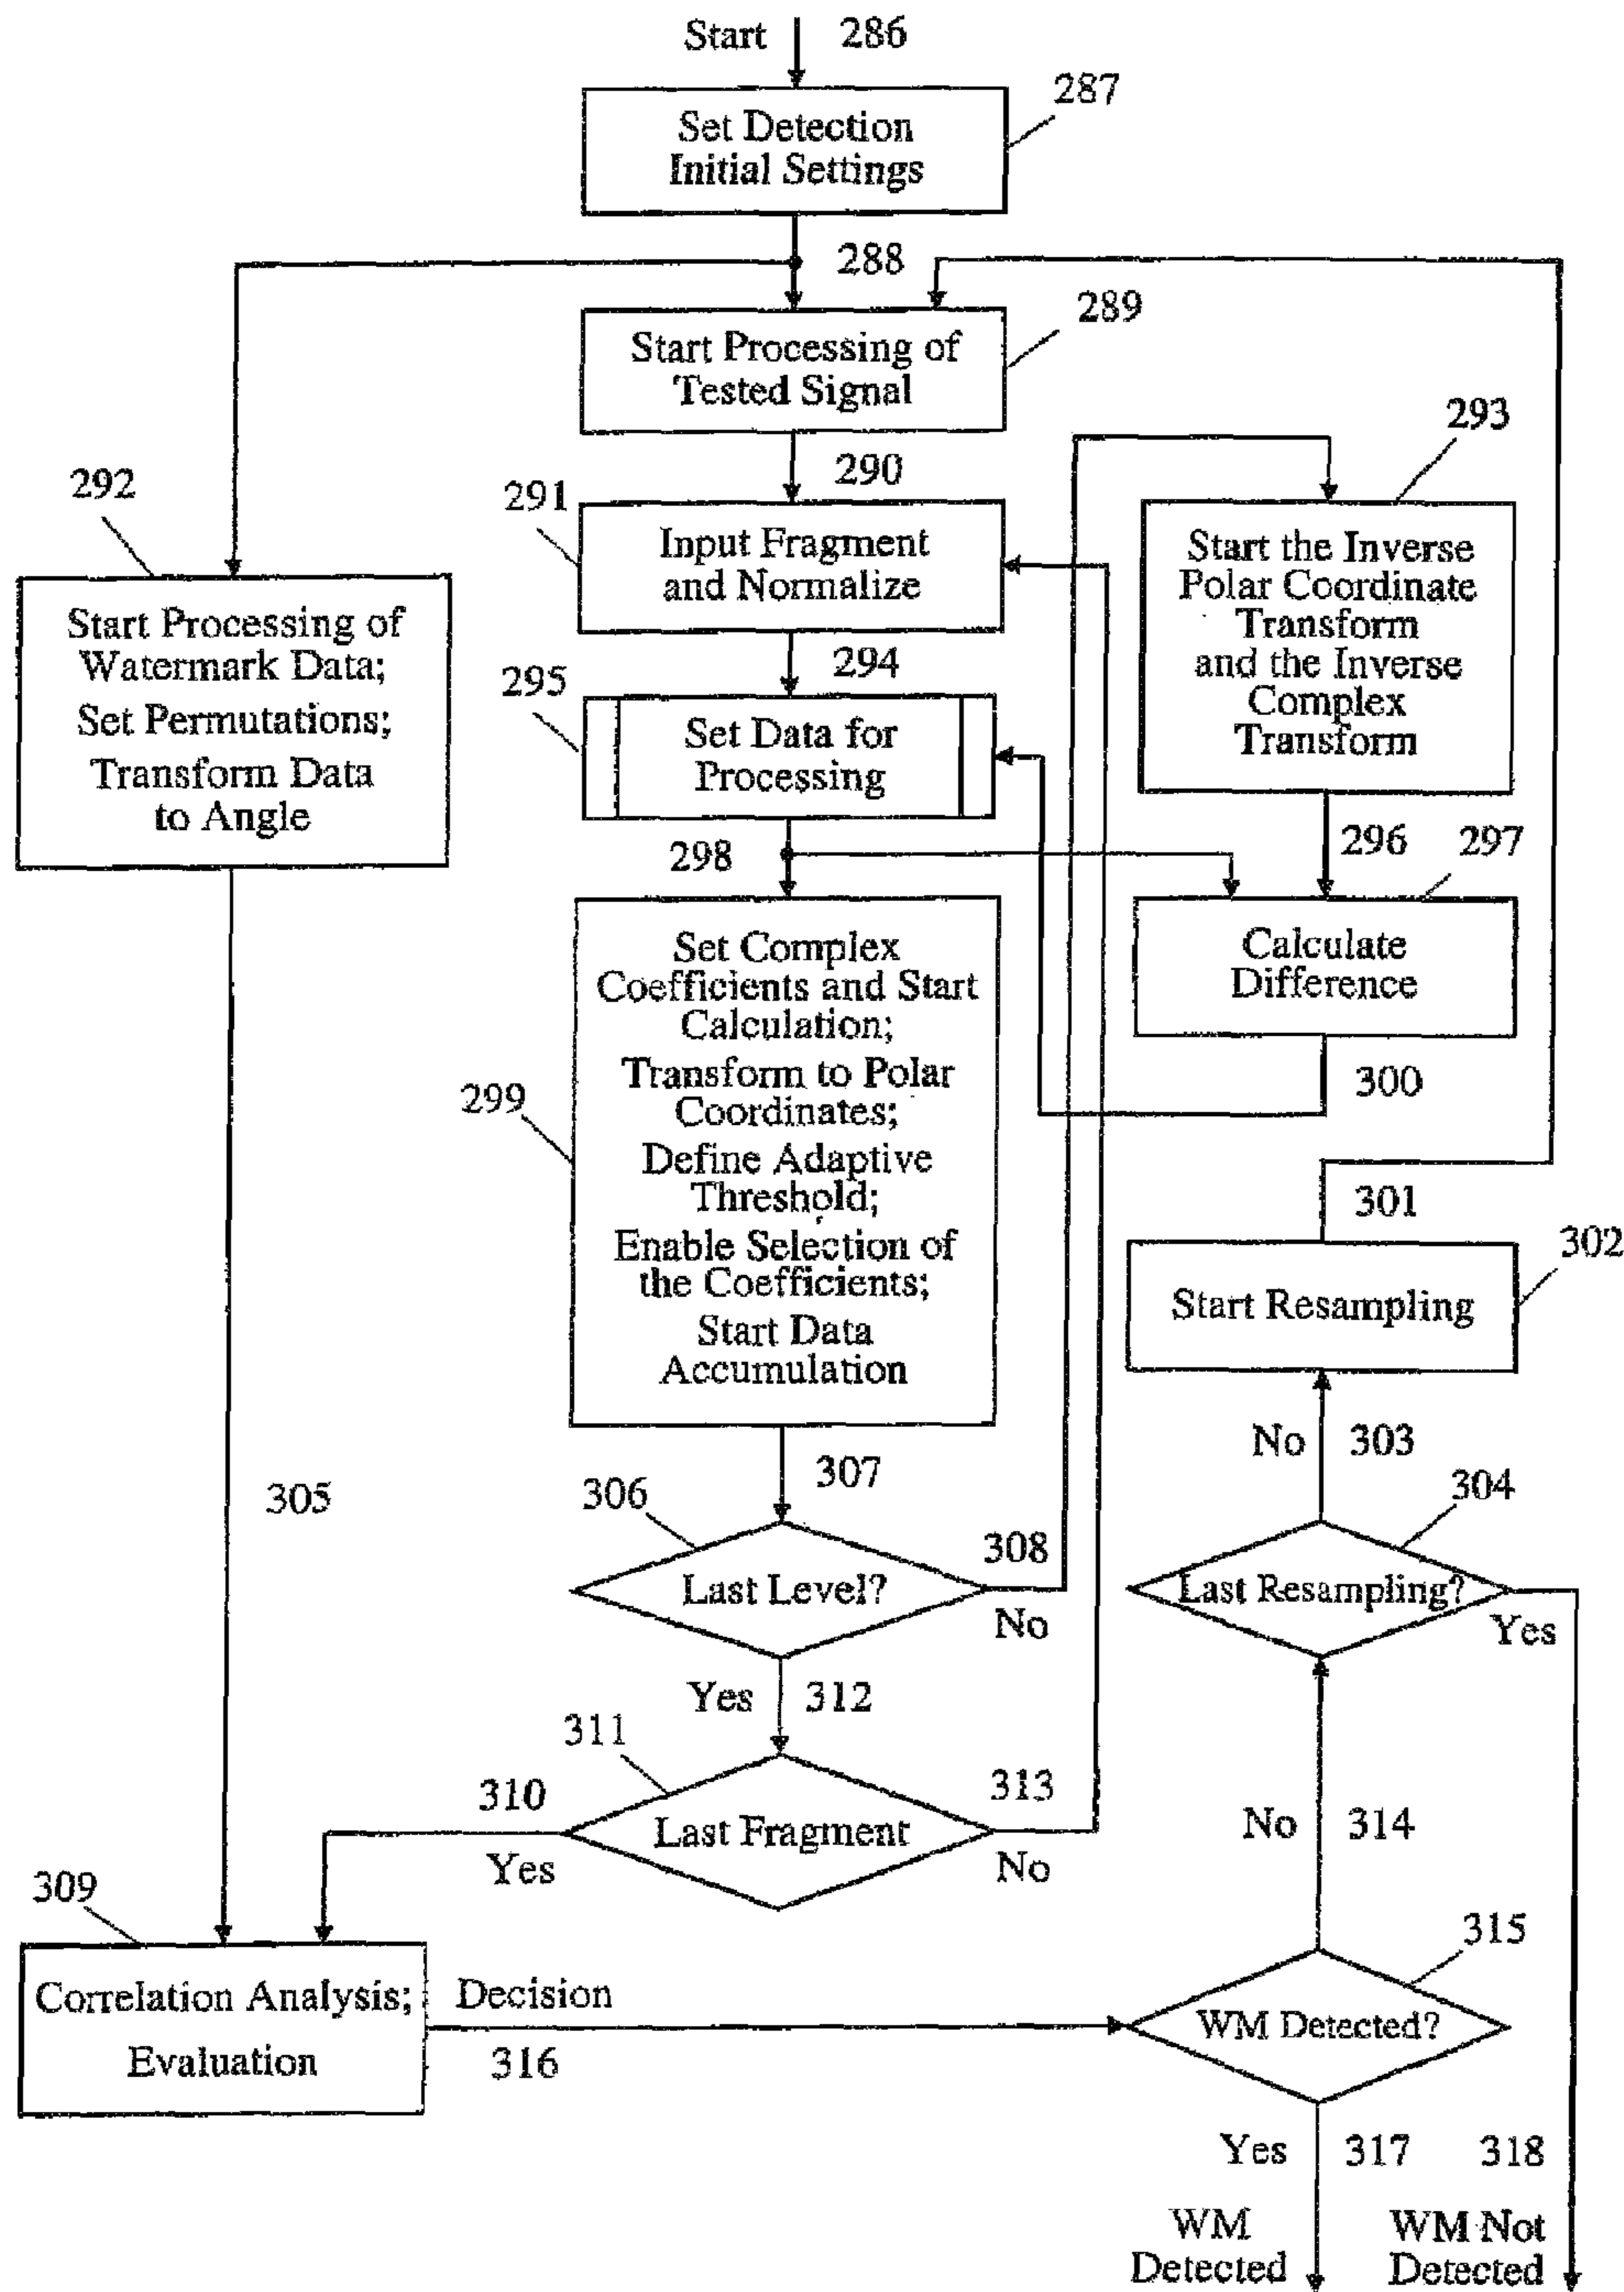 Start
286
287
Set Detection
Initial Settings
288
289
Start Processing of
Tested Signal
290
293
292
291
Input Fragment
and Normalize
Start the Inverse
Polar Coordinate
Transform
and the Inverse
Complex
Transform
Start Processing of
Watermark Data;
Set Permutations;
Transform Data
to Angle
294
295
Set Data for
Processing
298
296
297
Calculate
Difference
300
299
Set Complex
Coefficients and Start
Calculation;
Transform to Polar
Coordinates;
Define Adaptive
Threshold;
Enable Selection of
the Coefficients;
Start Data
Accumulation
301
302
Start Resampling
No
303
307
305
306
308
304
Last Level?
No
Last Resampling?
Yes
Yes
312
311
310
313
Last Fragment
Yes
No
No
314
309
315
Correlation Analysis;
Evaluation
Decision
316
WM Detected?
Yes
317
318
WM
Detected
WM Not
Detected